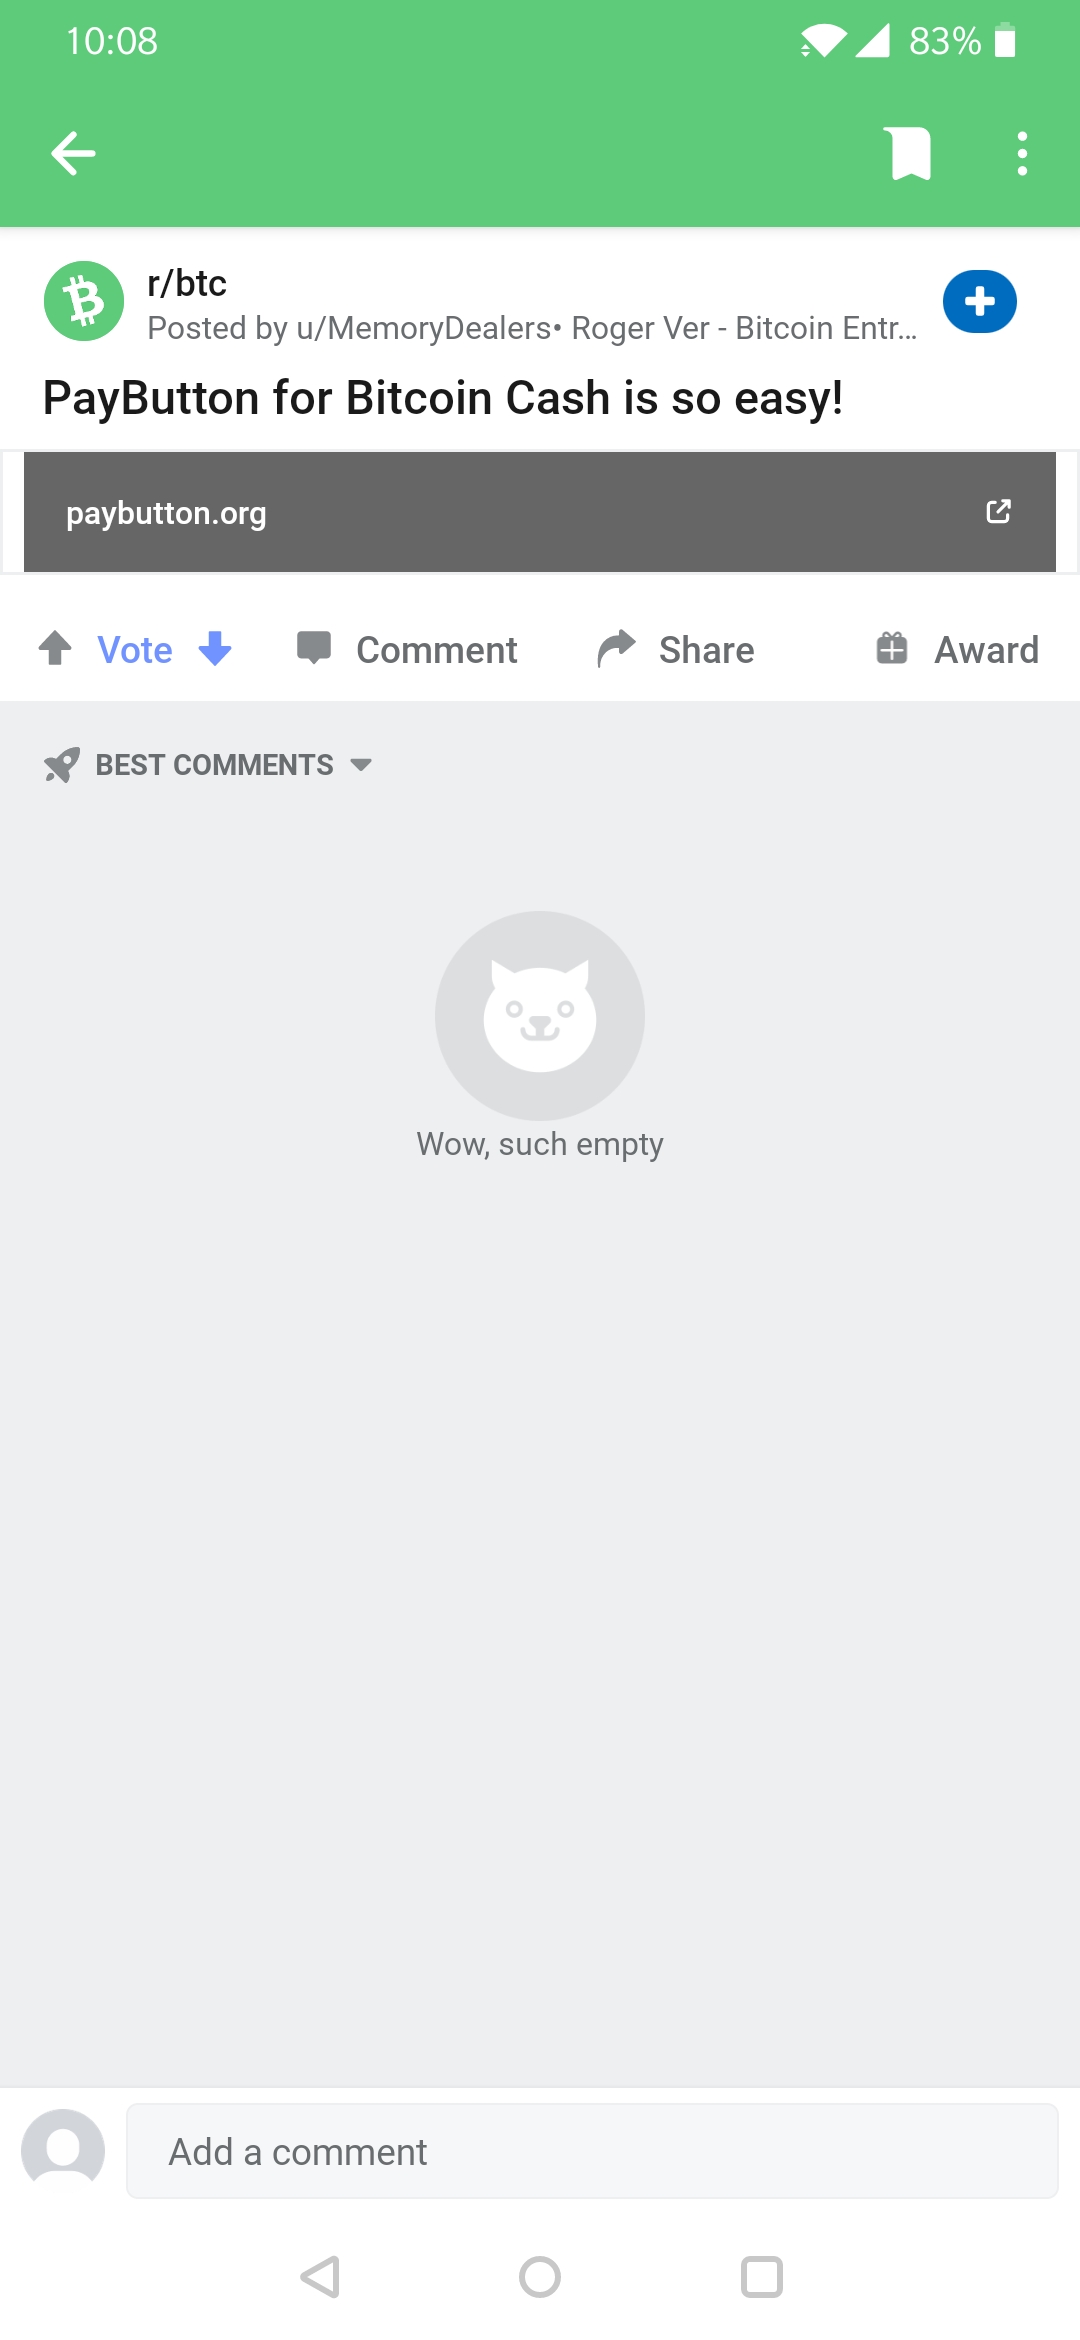 10:08
83%
r/btc
Posted by u/MemoryDealers• Roger Ver - Bitcoin Entr...
PayButton for Bitcoin Cash is so easy!
paybutton.org
Vote
Comment
Share
Award
BEST COMMENTS
Wow, such empty
Add a comment